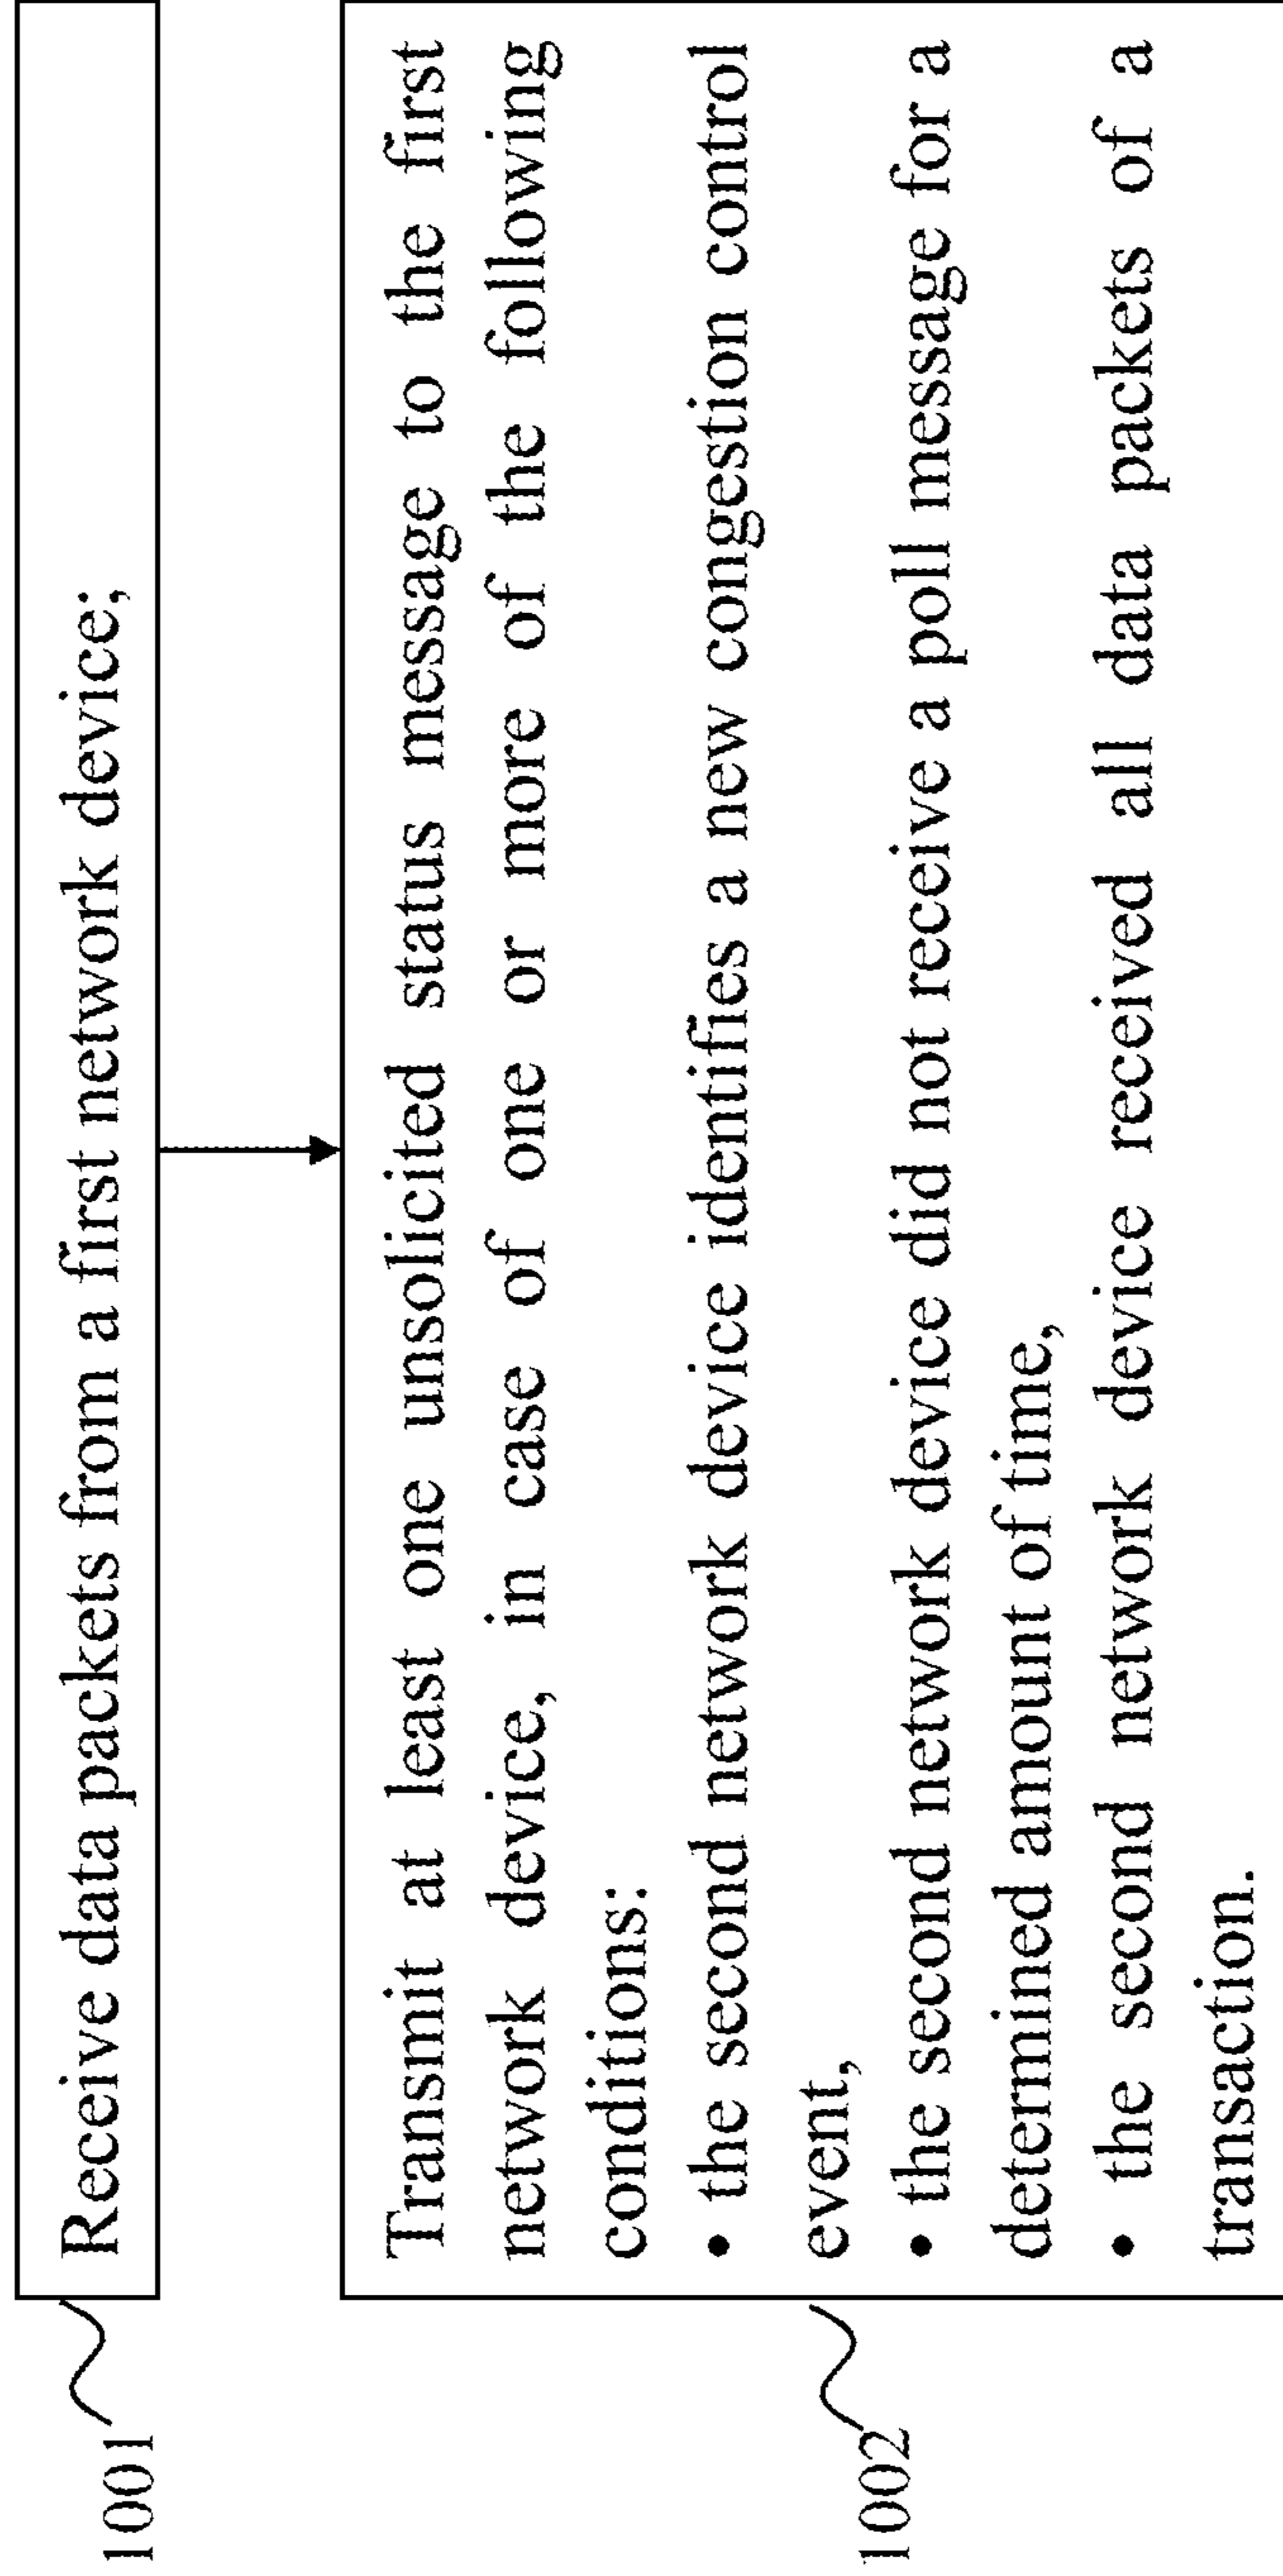 1001
Receive data packets from a first network device;
1002
Transmit at least one unsolicited status message to the first
network device, in case of one or more of the following
conditions:
• the second network device identifies a new congestion control
event,
• the second network device did not receive a poll message for a
determined amount of time,
• the second network device received all data packets of a
transaction.